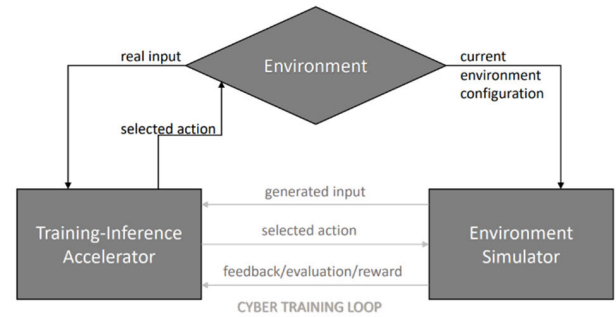 real input
Environment
current
environment
configuration
selected action
generated input
Training-Inference
Accelerator
selected action
Environment
Simulator
feedback/evaluation/reward
CYBER TRAINING LOOP